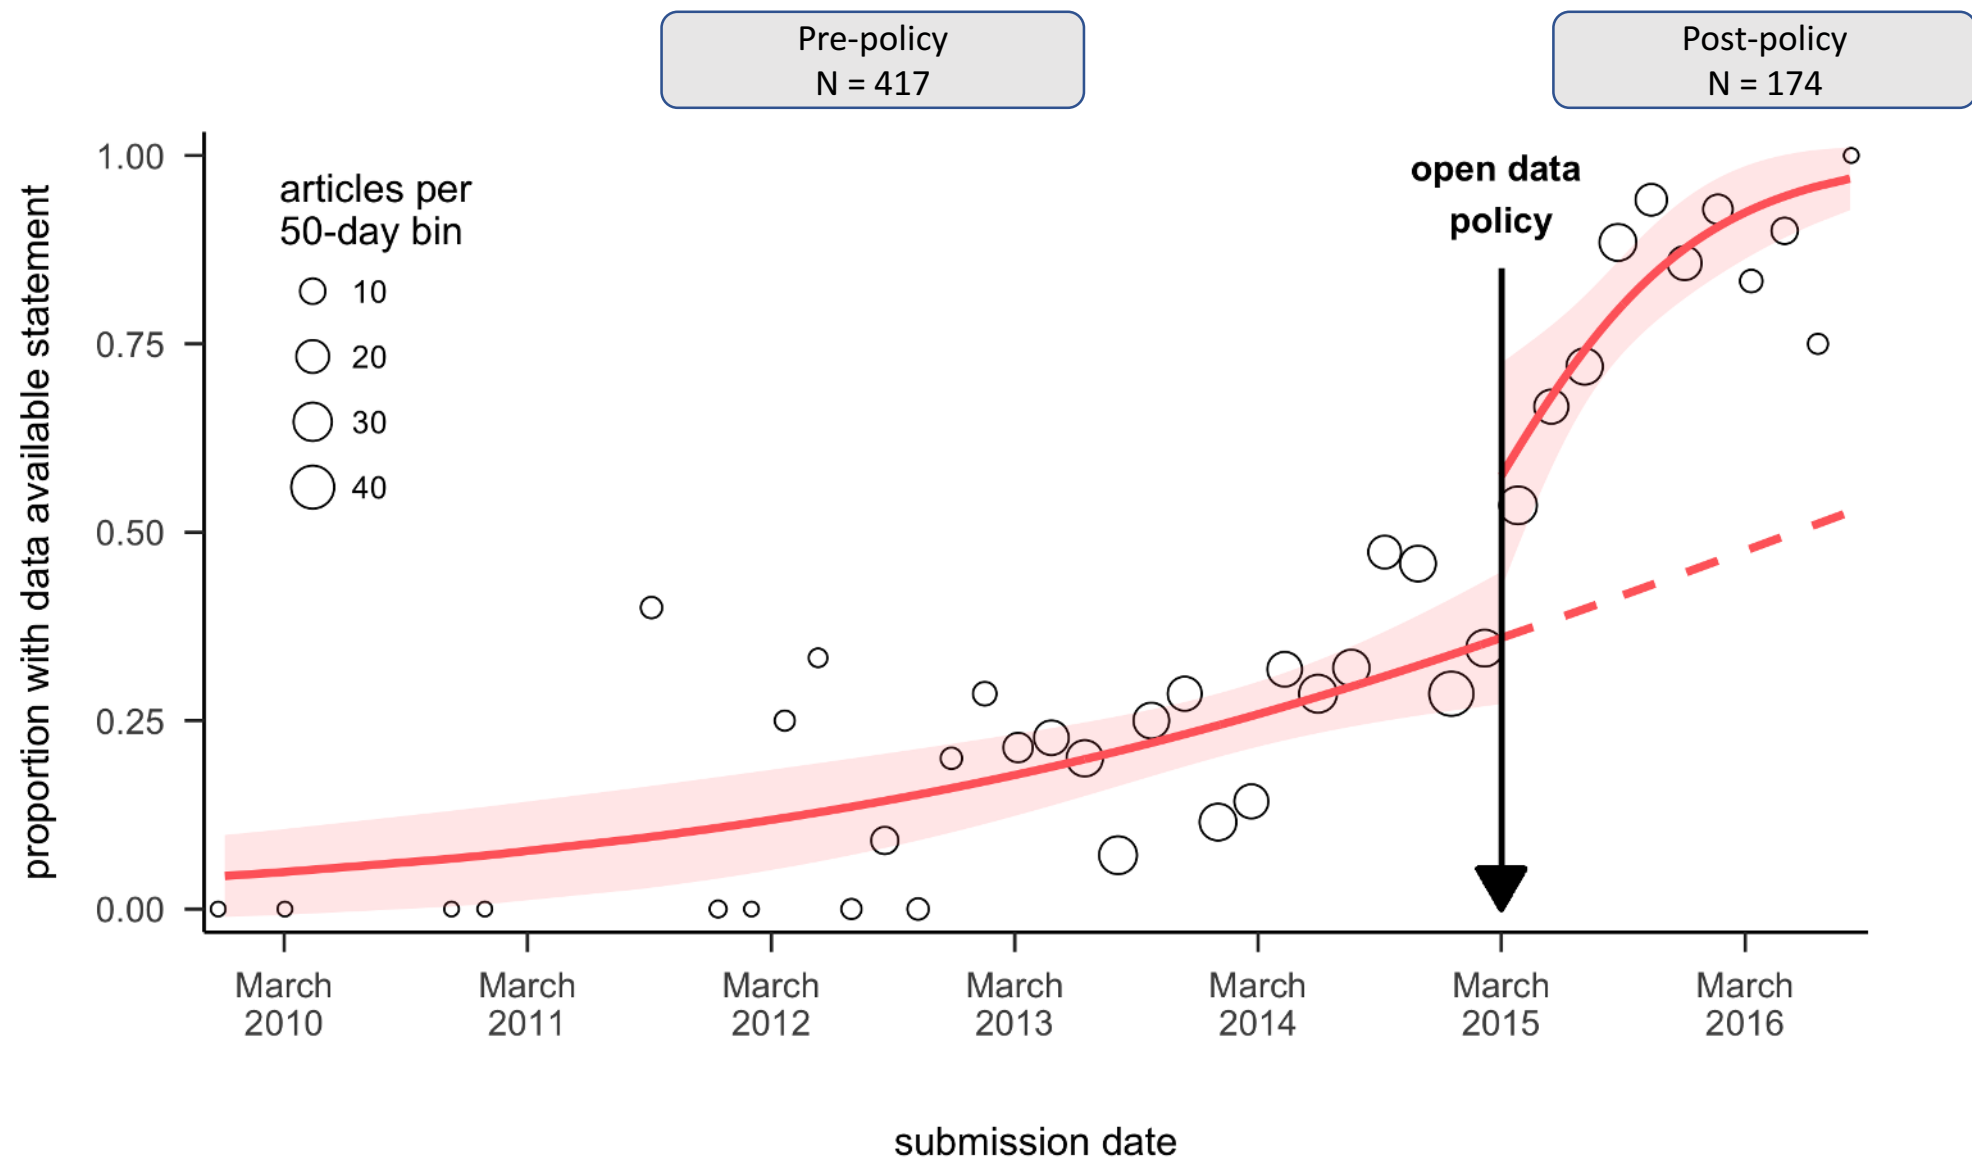 Pre-policy
N = 417
Post-policy
N = 174
open data
policy
articles per
50-day bin
10
20
30
40
proportion with data available statement
1.00
0.75
0.50
0.25
0.00
March
2010
March
2011
March
2012
March
2013
March
2014
March
2015
March
2016
submission date